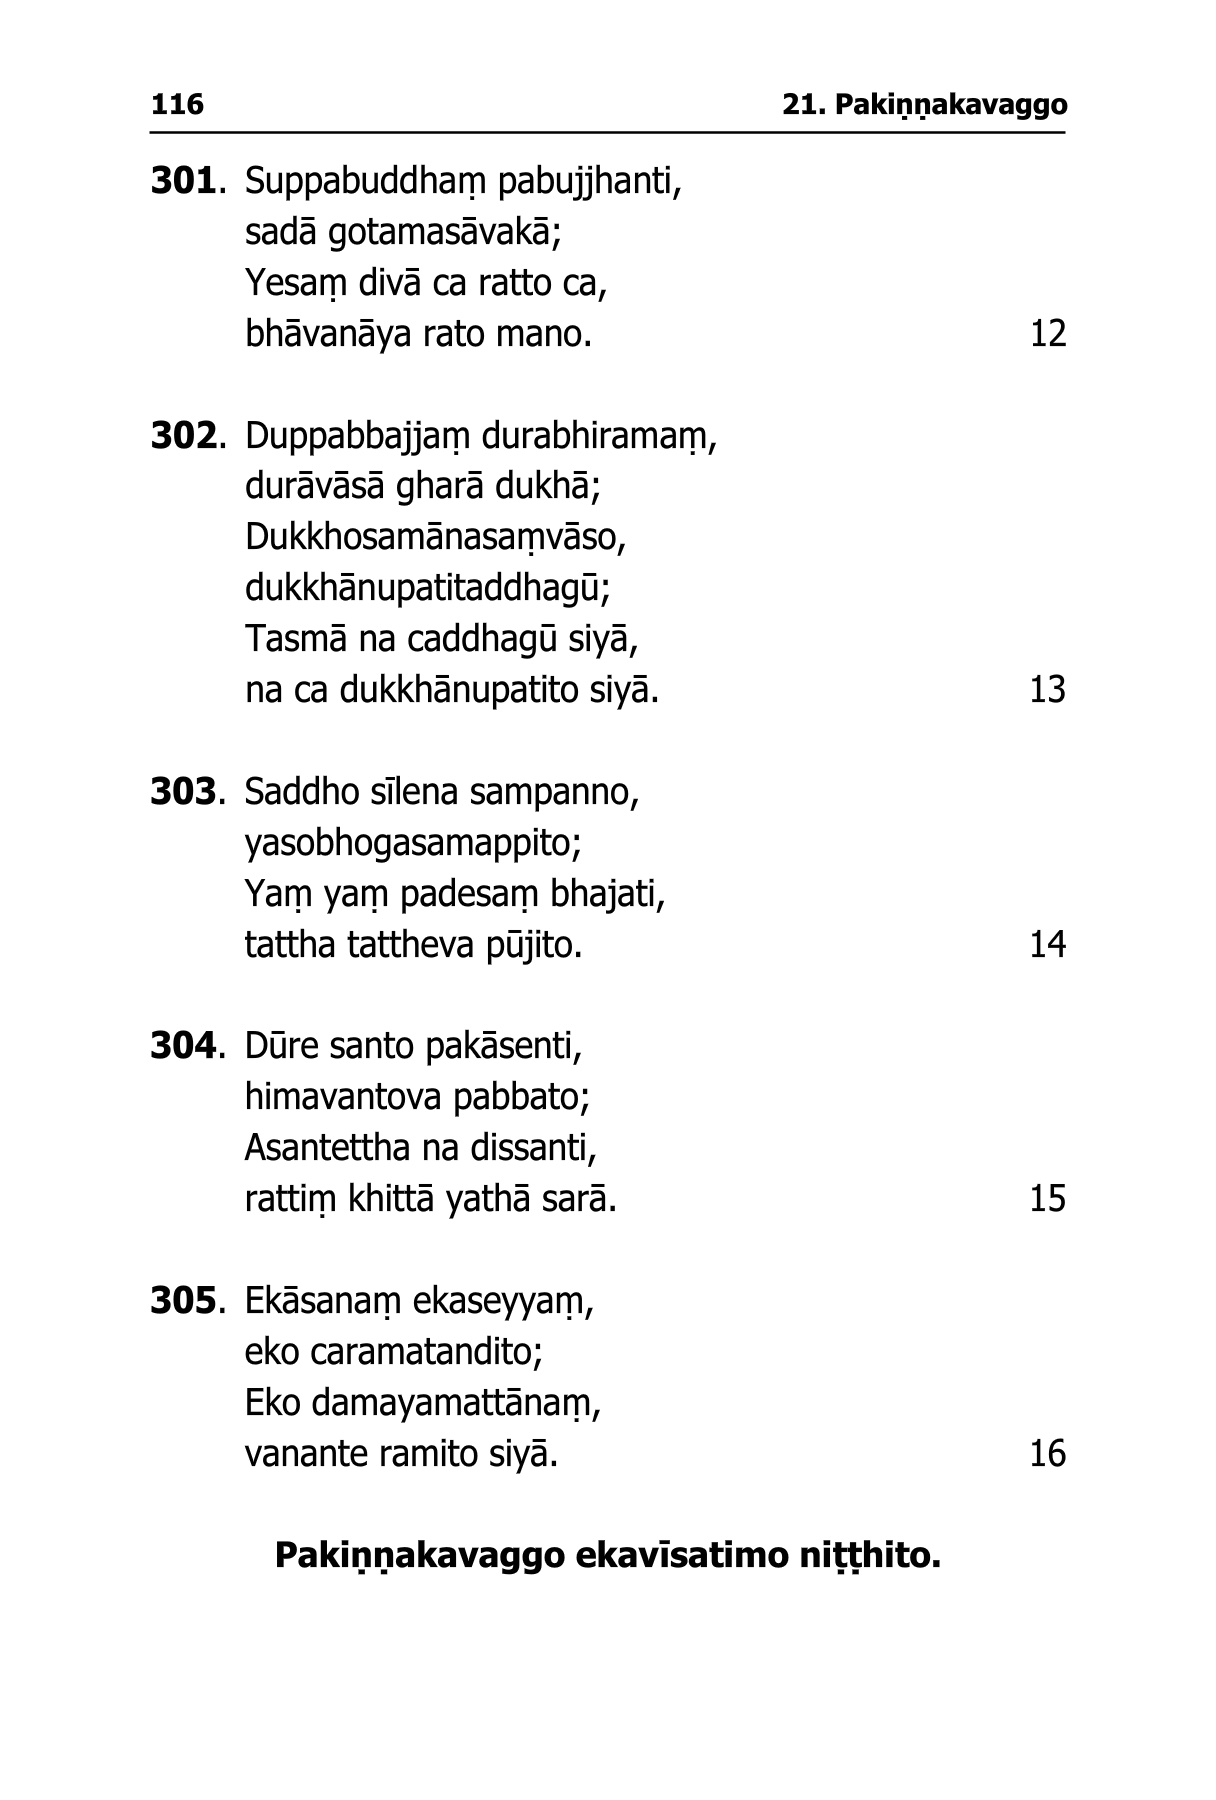 116 21. Pakiṇṇakavaggo
301. Suppabuddhaṃ pabujjhanti,
sadā gotamasāvakā;
Yesaṃ divā ca ratto ca,
bhāvanāya rato mano. 12
302. Duppabbajjaṃ durabhiramaṃ,
durāvāsā gharā dukhā;
Dukkhosamānasaṃvāso,
dukkhānupatitaddhagū;
Tasmā na caddhagū siyā,
na ca dukkhānupatito siyā. 13
303. Saddho sīlena sampanno,
yasobhogasamappito;
Yaṃ yaṃ padesaṃ bhajati,
tattha tattheva pūjito. 14
304. Dūre santo pakāsenti,
himavantova pabbato;
Asantettha na dissanti,
rattiṃ khittā yathā sarā. 15
305. Ekāsanaṃ ekaseyyaṃ,
eko caramatandito;
Eko damayamattānaṃ,
vanante ramito siyā. 16
Pakiṇṇakavaggo ekavīsatimo niṭṭhito.